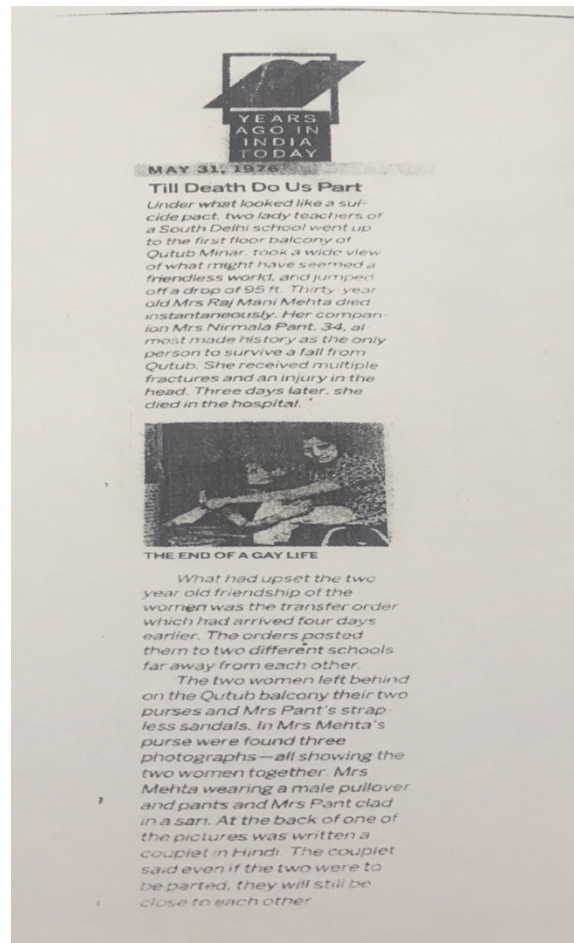 YEARS
AGO IN
INDIA
TODAY
MAY 31, 1976
Till Death Do Us Part
Under what looked like a sui-
cide pact, two lady teachers of
a South Delhi school went up
to the first floor balcony of
Qutub Minar, took a wide view
of what might have seemed a
friendless world, and jumped
off a drop of 95 ft. Thirty year
old Mrs Raj Mani Mehta died
instantaneously. Her compan-
ion Mrs Nirmala Pant, 34, al-
most made history as the only
person to survive a fall from
Qutub. She received multiple
fractures and an injury in the
head. Three days later, she
died in the hospital.
THE END OF A GAY LIFE
What had upset the two
year old friendship of the
women was the transfer order
which had arrived four days
earlier. The orders posted
them to two different schools
far away from each other.
The two women left behind
on the Qutub balcony their two
purses and Mrs Pant's strap-
less sandals. In Mrs Mehta's
purse were found three
photographs—all showing the
two women together. Mrs
Mehta wearing a male pullover
and pants and Mrs Pant clad
in a sari. At the back of one of
the pictures was written a
couplet in Hindi. The couplet
said even if the two were to
be parted, they will still be
close to each other